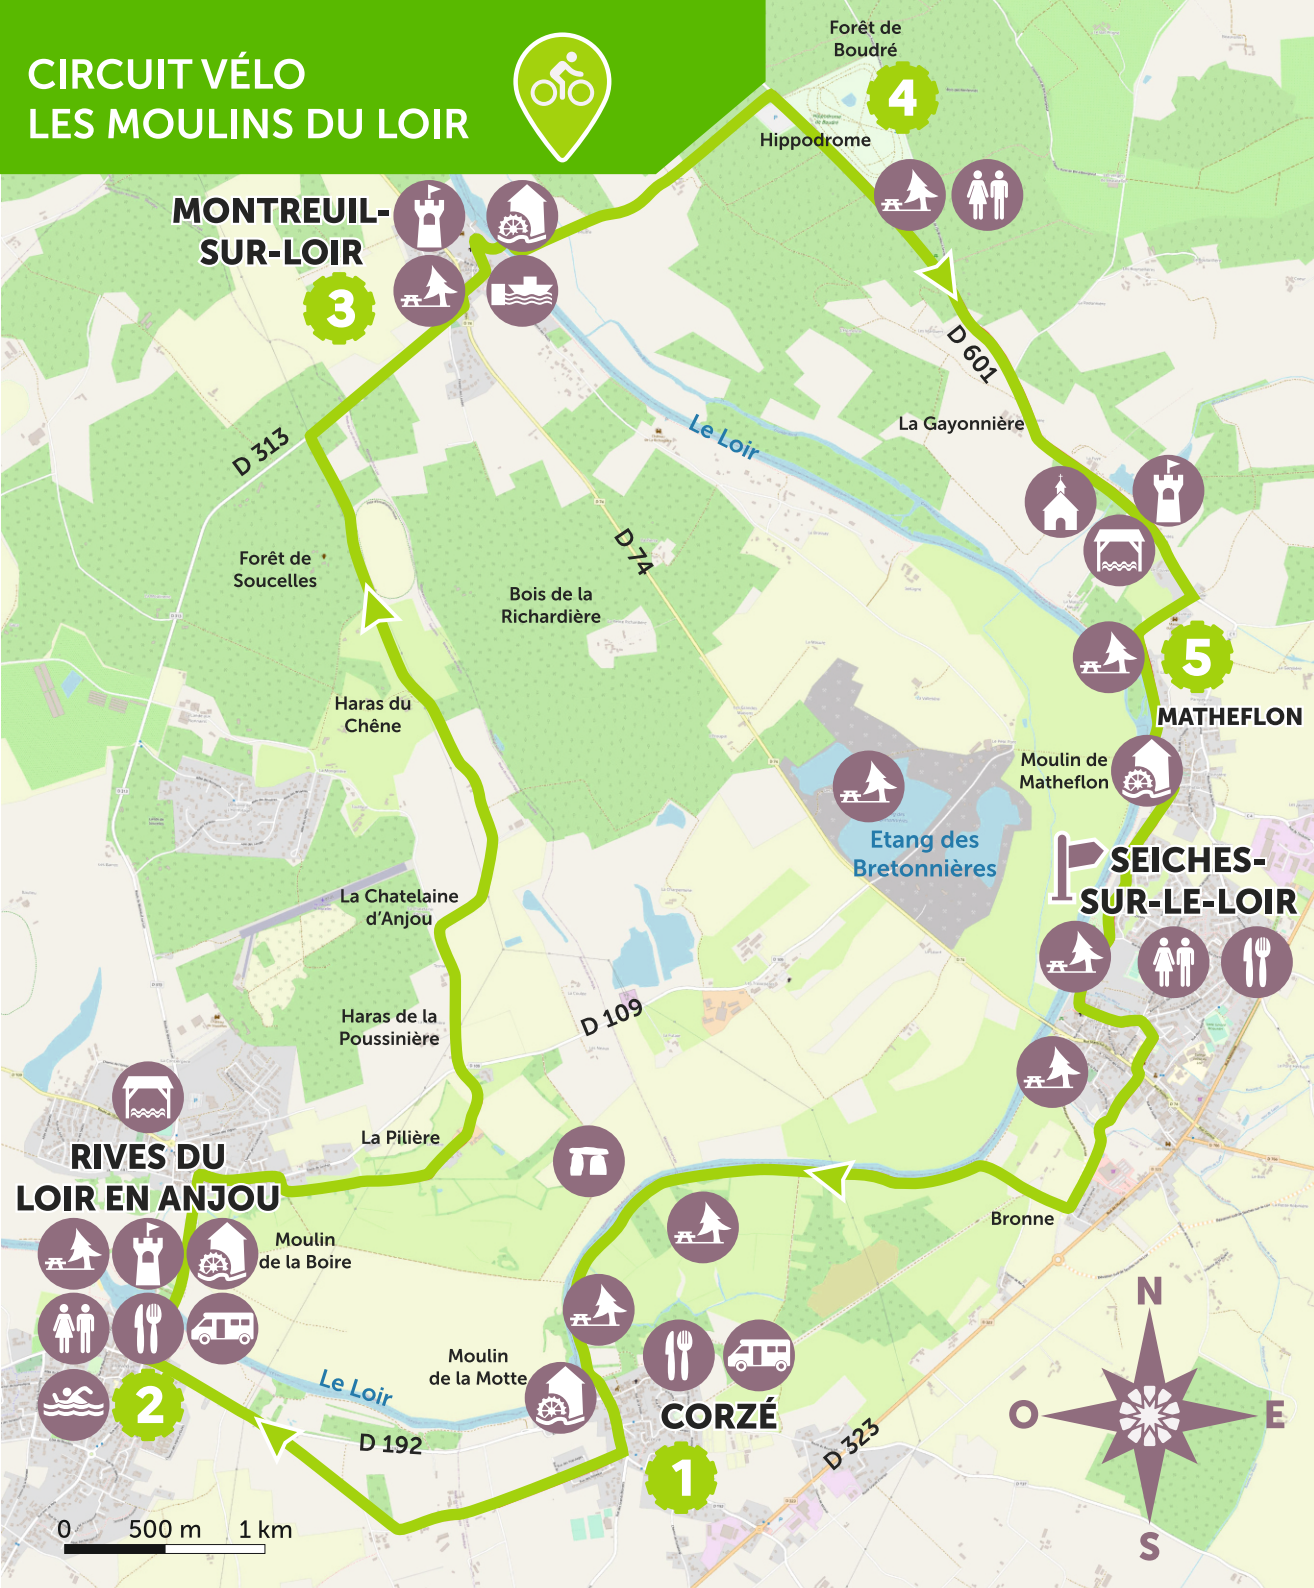 CIRCUIT VÉLO
LES MOULINS DU LOIR
Forêt de
Boudré
4
Hippodrome
MONTREUIL-
SUR-LOIR
3
D 601
La Gayonnière
Le Loir
D 313
D 74
Forêt de
Soucelles
Bois de la
Richardière
5
MATHEFLON
Haras du
Chêne
Moulin de
Matheflon
Etang des
Bretonnières
SEICHES-
SUR-LE-LOIR
La Chatelaine
d'Anjou
Haras de la
Poussinière
D 109
La Pilière
RIVES DU
LOIR EN ANJOU
Moulin
de la Boire
Bronne
N
O
E
S
Moulin
de la Motte
Le Loir
CORZÉ
2
D 192
D 323
1
0 500 m 1 km